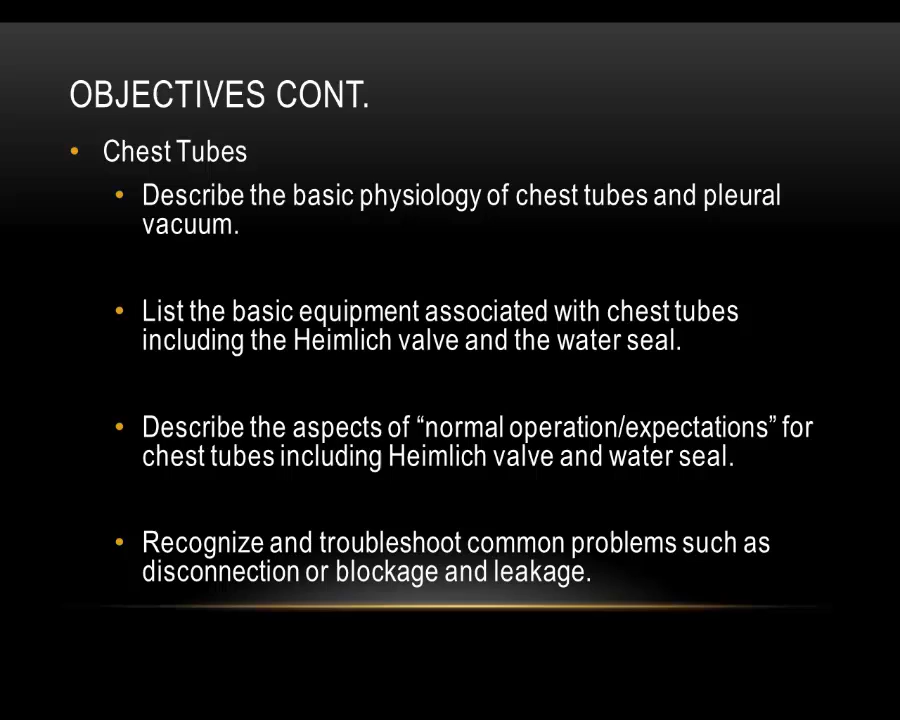 OBJECTIVES CONT.
• Chest Tubes
• Describe the basic physiology of chest tubes and pleural
vacuum.
• List the basic equipment associated with chest tubes
including the Heimlich valve and the water seal.
• Describe the aspects of “normal operation/expectations” for
chest tubes including Heimlich valve and water seal.
• Recognize and troubleshoot common problems such as
disconnection or blockage and leakage.